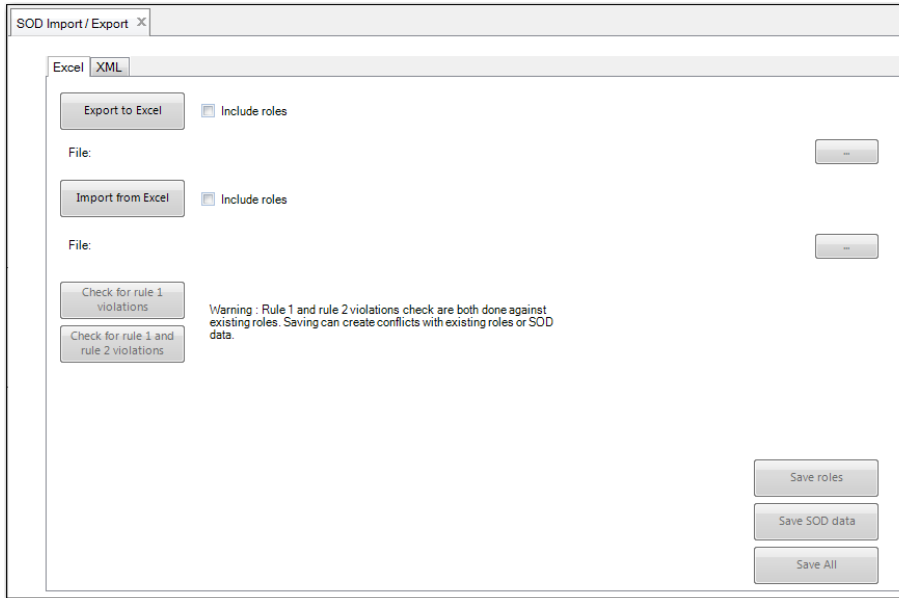 SOD Import / Export X
Excel XML
Export to Excel Include roles
File: ...
Import from Excel Include roles
File: ...
Check for rule 1
violations
Warning : Rule 1 and rule 2 violations check are both done against
existing roles. Saving can create conflicts with existing roles or SOD
data.
Check for rule 1 and
rule 2 violations
Save roles
Save SOD data
Save All